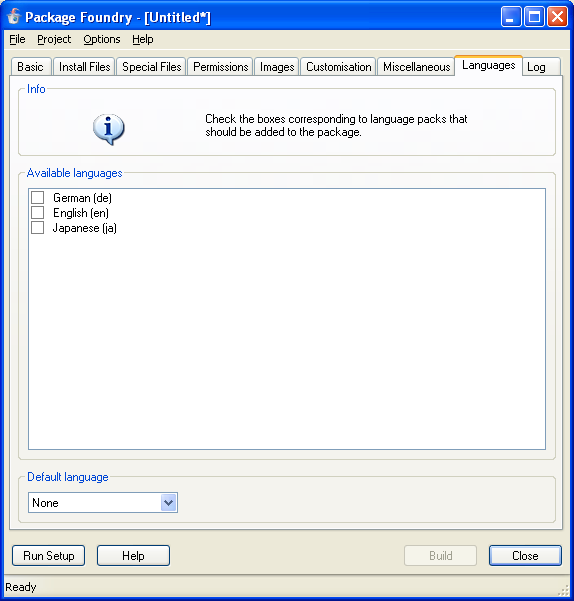 Package Foundry - [Untitled*]
File Project Options Help
Basic Install Files Special Files Permissions Images Customisation Miscellaneous Languages Log
Info
Check the boxes corresponding to language packs that
should be added to the package.
Available languages
German (de)
English (en)
Japanese (ja)
Default language
None
Run Setup Help Build Close
Ready